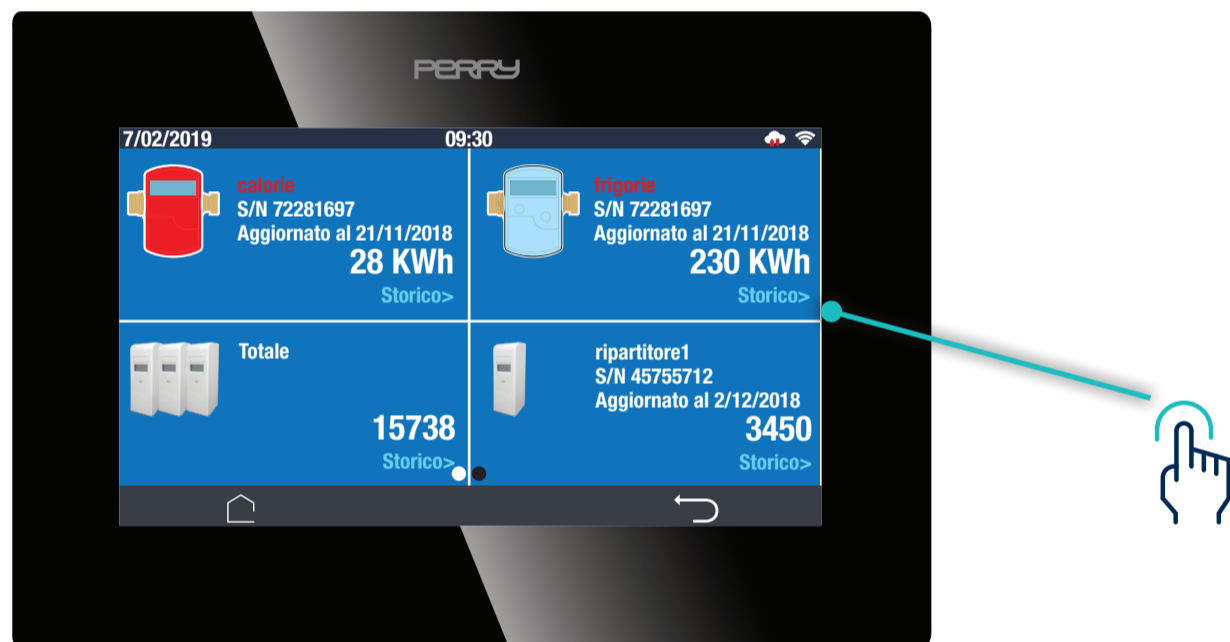 PERRY
7/02/2019 09:30
calorie
S/N 72281697
Aggiornato al 21/11/2018
28 KWh
Storico>
frigorie
S/N 72281697
Aggiornato al 21/11/2018
230 KWh
Storico>
Totale
15738
Storico>
ripartitore1
S/N 45755712
Aggiornato al 2/12/2018
3450
Storico>